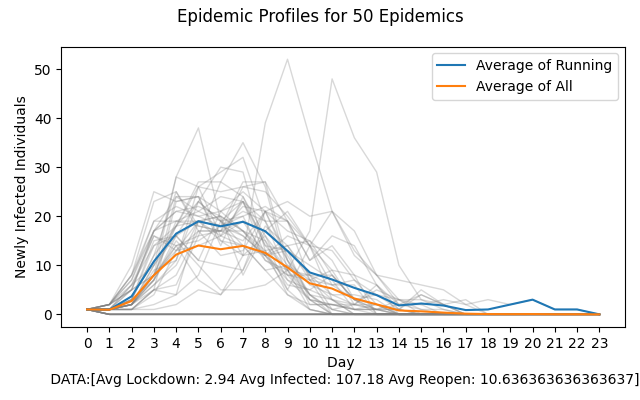 Epidemic Profiles for 50 Epidemics
Average of Running
Average of All
Newly Infected Individuals
50
40
30
20
10
0
0 1 2 3 4 5 6 7 8 9 10 11 12 13 14 15 16 17 18 19 20 21 22 23
Day
DATA:[Avg Lockdown: 2.94 Avg Infected: 107.18 Avg Reopen: 10.636363636363637]